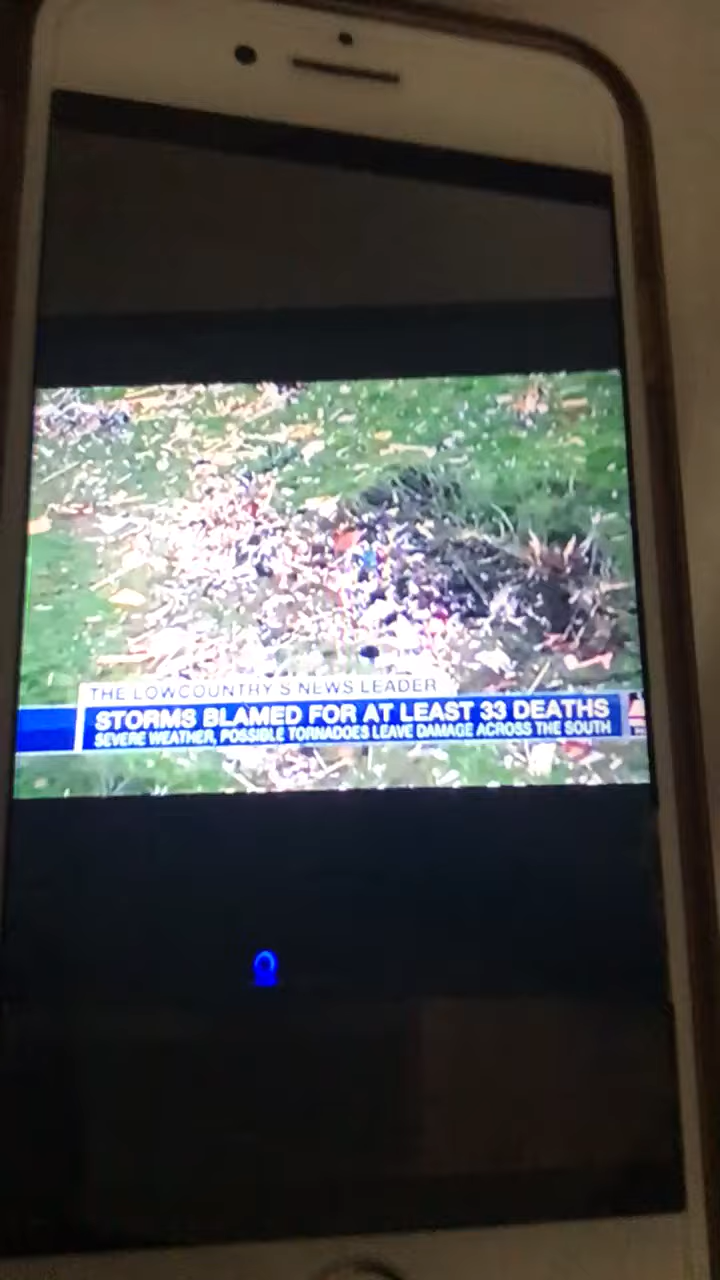 THE LOWCOUNTRY'S NEWS LEADER
STORMS BLAMED FOR AT LEAST 33 DEATHS
SEVERE WEATHER, POSSIBLE TORNADOES LEAVE DAMAGE ACROSS THE SOUTH